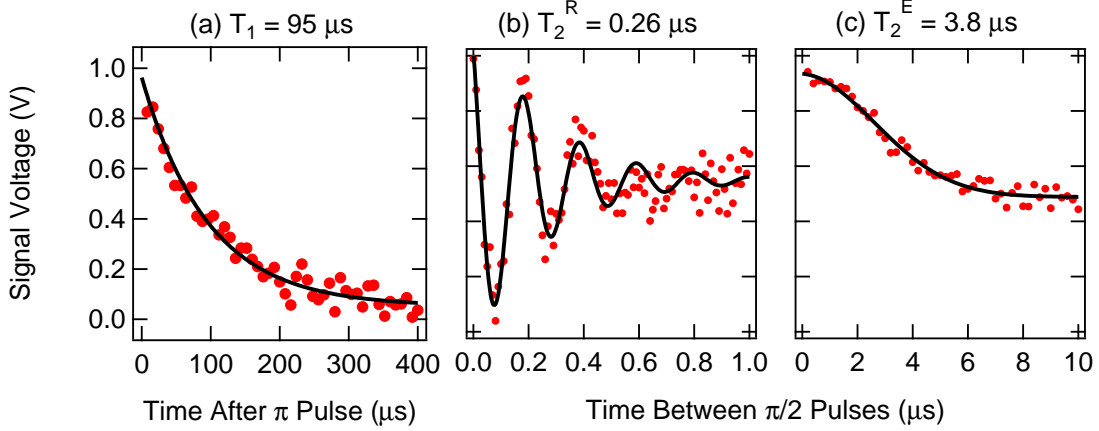 (a) T₁ = 95 μs
(b) T₂ᴿ = 0.26 μs
(c) T₂ᴱ = 3.8 μs
Signal Voltage (V)
1.0
0.8
0.6
0.4
0.2
0.0
0 100 200 300 400
0.0 0.2 0.4 0.6 0.8 1.0
0 2 4 6 8 10
Time After π Pulse (μs)
Time Between π/2 Pulses (μs)